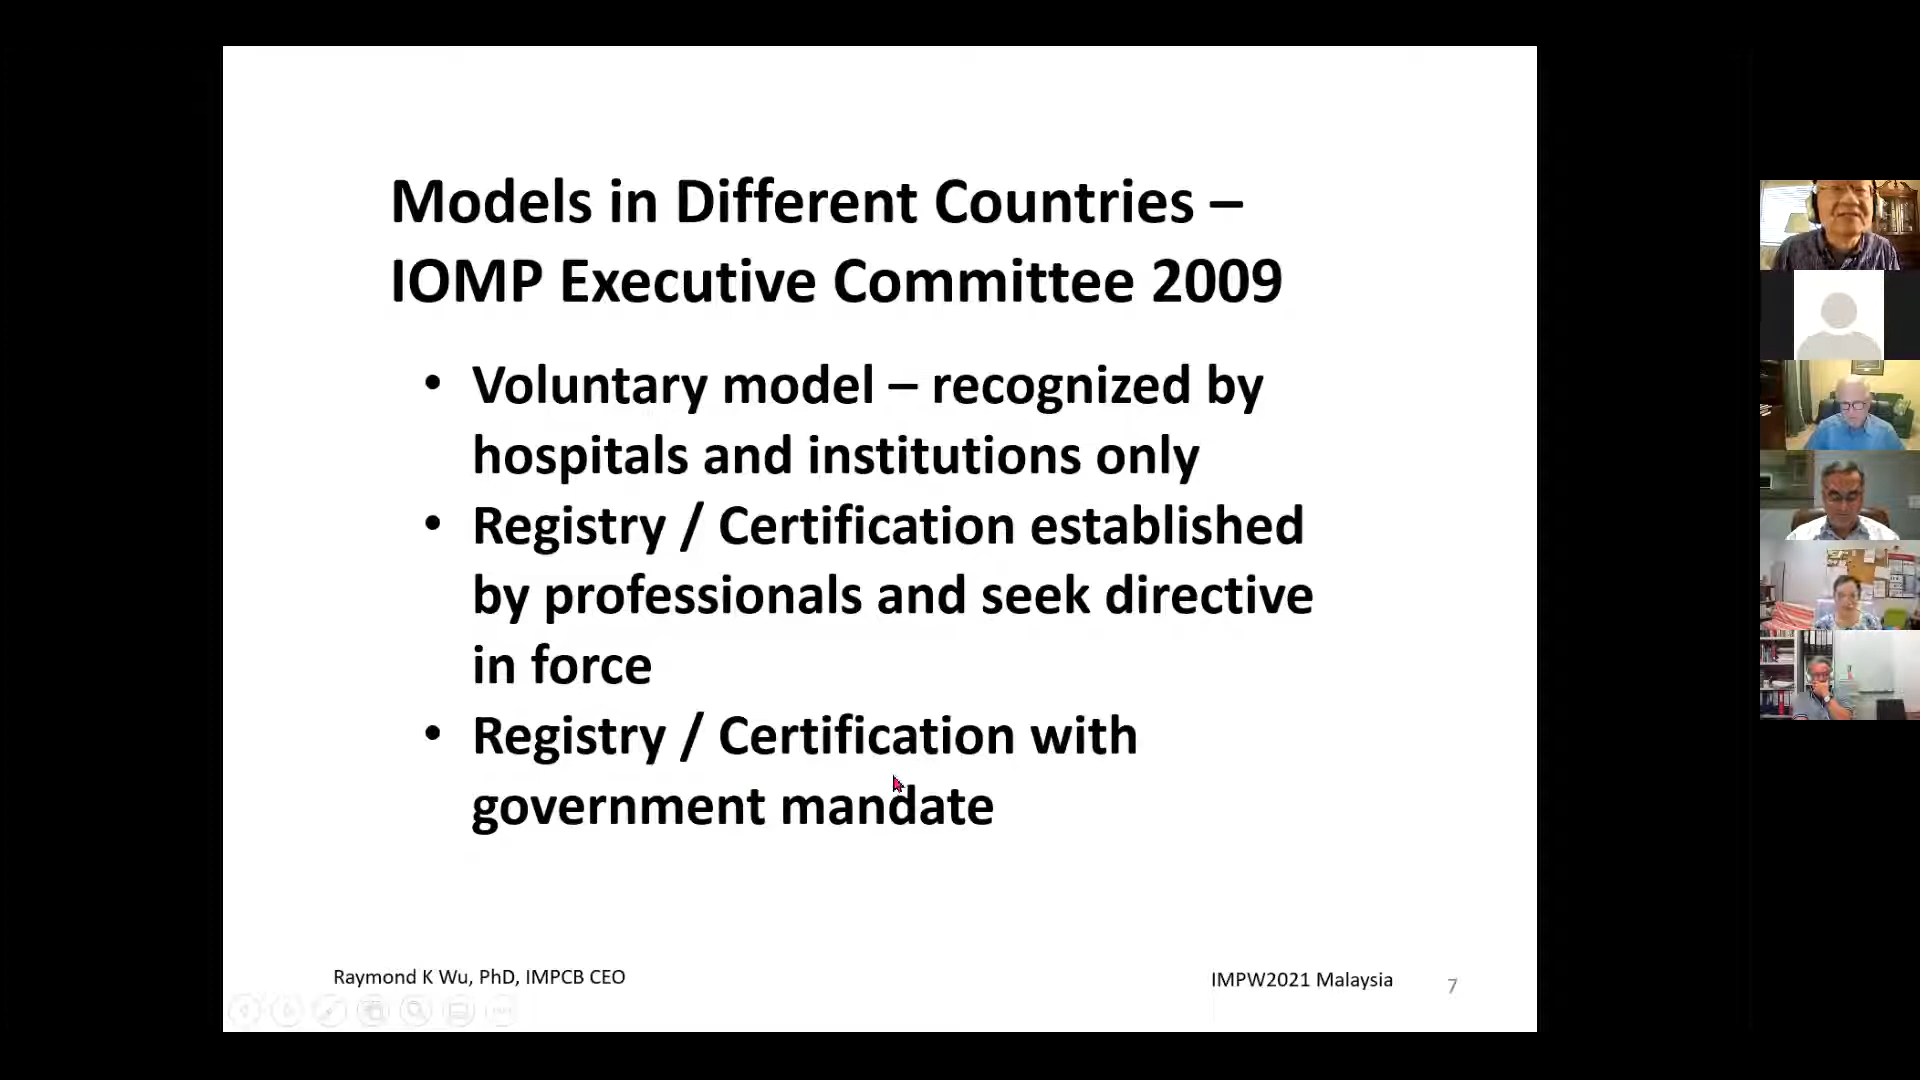 Models in Different Countries –
IOMP Executive Committee 2009
• Voluntary model – recognized by
hospitals and institutions only
• Registry / Certification established
by professionals and seek directive
in force
• Registry / Certification with
government mandate
Raymond K Wu, PhD, IMPCB CEO
IMPW2021 Malaysia
7